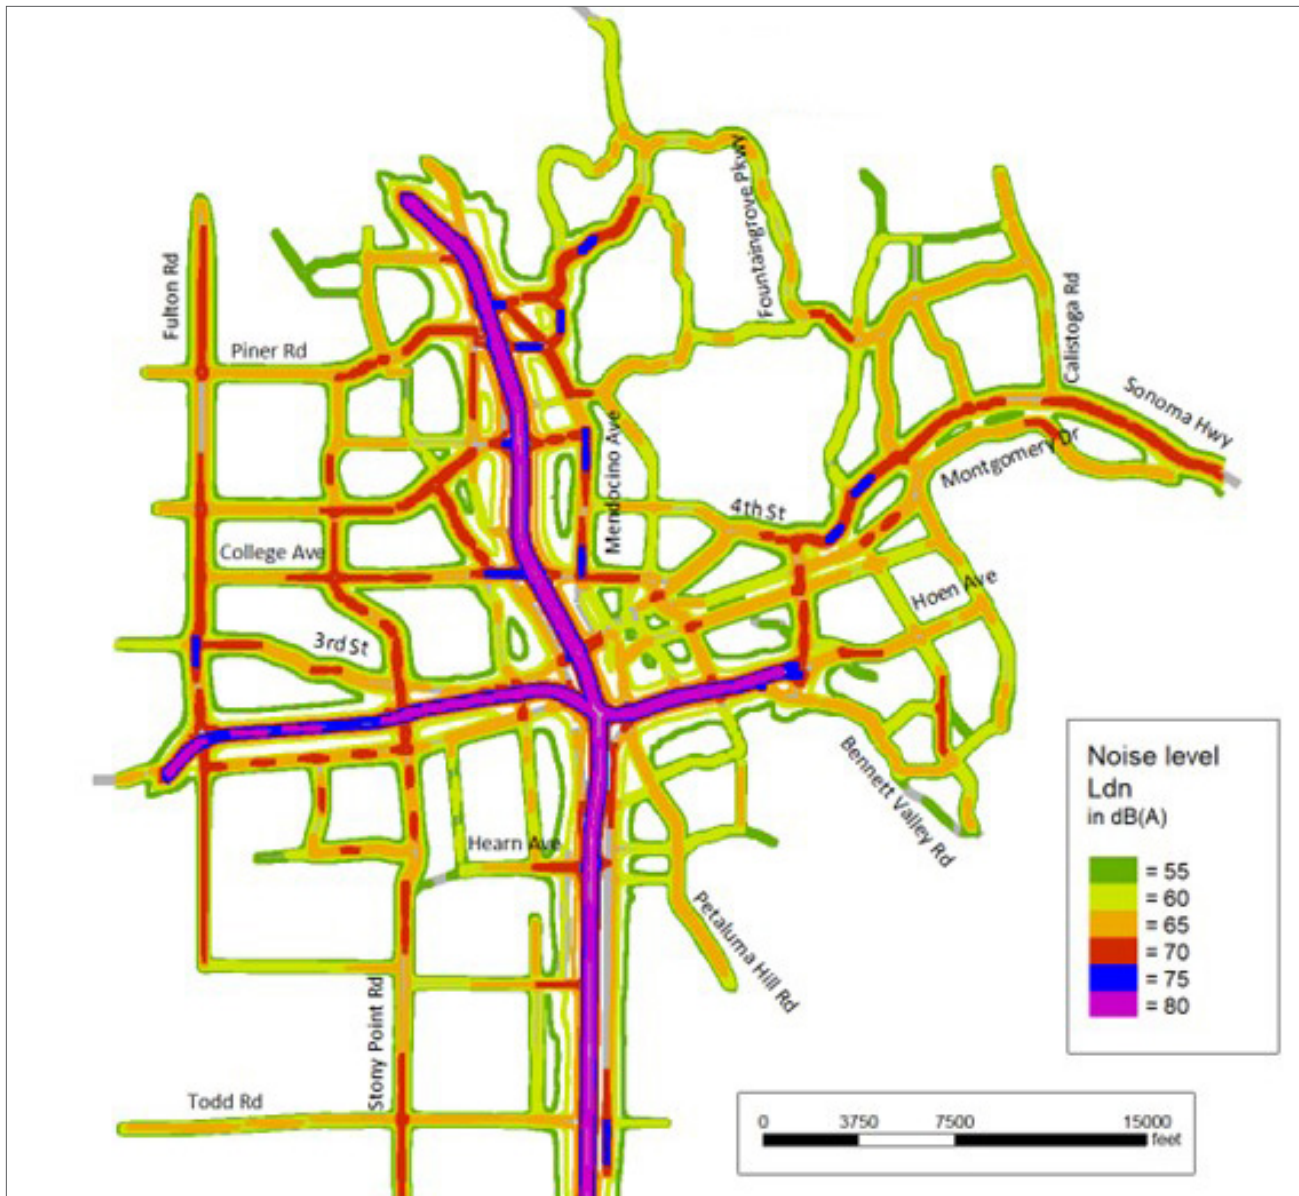 Fountaingrove Pkwy
Fulton Rd
Piner Rd
Calistoga Rd
Sonoma Hwy
Mendocino Ave
Montgomery Dr
4th St
College Ave
Hoen Ave
3rd St
Bennett Valley Rd
Hearn Ave
Petaluma Hill Rd
Stony Point Rd
Todd Rd
Noise level
Ldn
in dB(A)
= 55
= 60
= 65
= 70
= 75
= 80
0 3750 7500 15000
feet